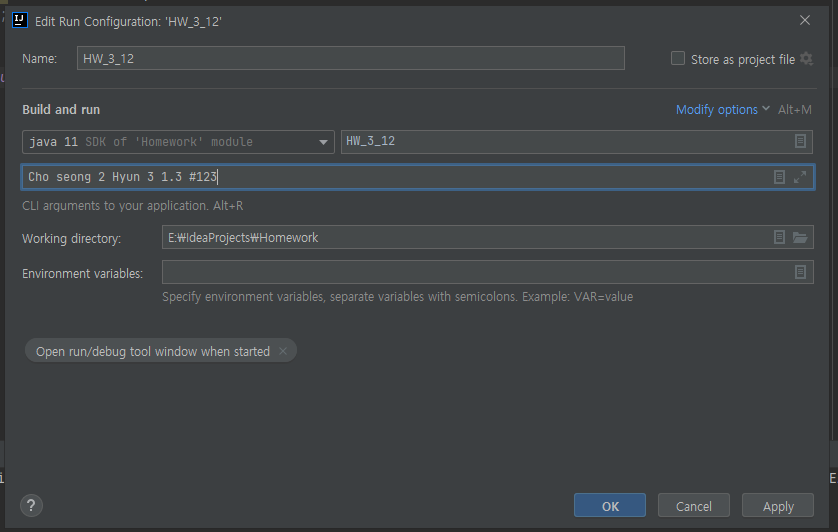 Edit Run Configuration: 'HW_3_12'
Name: HW_3_12 Store as project file
Build and run Modify options Alt+M
java 11 SDK of 'Homework' module HW_3_12
Cho seong 2 Hyun 3 1.3 #123
CLI arguments to your application. Alt+R
Working directory: E:₩IdeaProjects₩Homework
Environment variables:
Specify environment variables, separate variables with semicolons. Example: VAR=value
Open run/debug tool window when started
? OK Cancel Apply